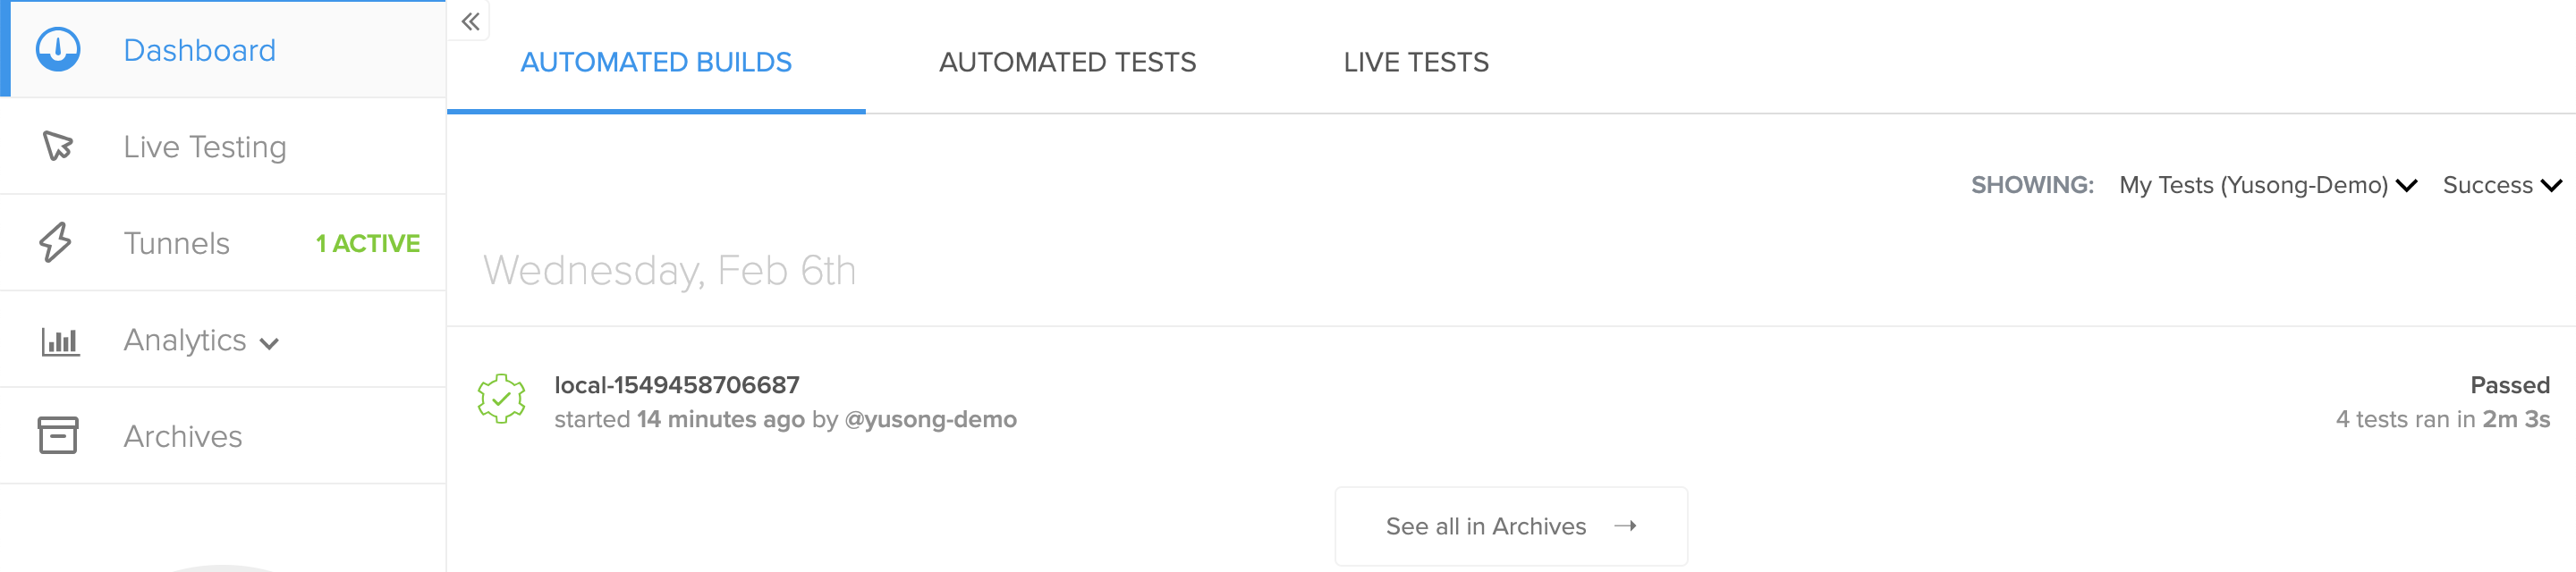 Dashboard
Live Testing
Tunnels 1 ACTIVE
Analytics
Archives
AUTOMATED BUILDS AUTOMATED TESTS LIVE TESTS
SHOWING: My Tests (Yusong-Demo) Success
Wednesday, Feb 6th
local-1549458706687 Passed
started 14 minutes ago by @yusong-demo 4 tests ran in 2m 3s
See all in Archives